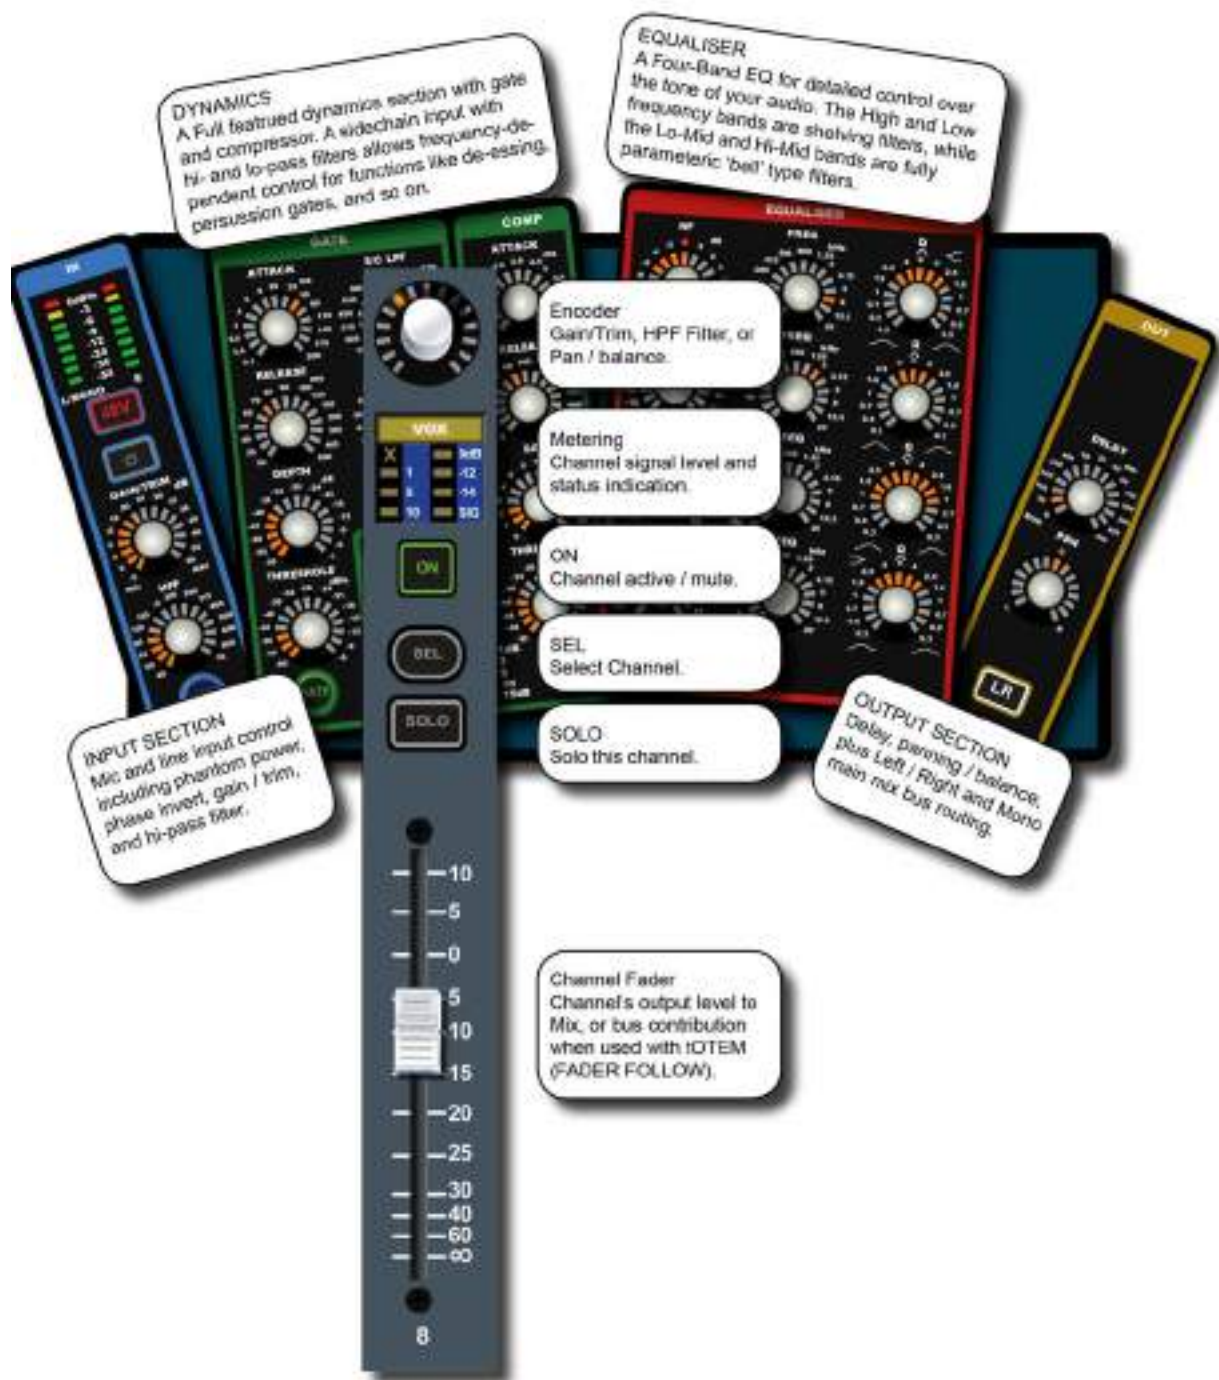 DYNAMICS
A Full featrued dynamics section with gate
and compressor. A sidechain input with
hi- and lo-pass filters allows frequency-de-
pendent control for functions like de-essing,
persussion gates, and so on.
EQUALISER
A Four-Band EQ for detailed control over
the tone of your audio. The High and Low
frequency bands are shelving filters, while
the Lo-Mid and Hi-Mid bands are fully
parameteric 'bell' type filters.
IN
48V
GAIN/TRIM
HPF
GATE
ATTACK
S/C LPF
RELEASE
DEPTH
THRESHOLD
COMP
ATTACK
EQUALISER
FREQ
Q
OUT
DELAY
PAN
LR
VOX
X
9
10
-12
-14
SIG
ON
SEL
SOLO
Encoder
Gain/Trim, HPF Filter, or
Pan / balance.
Metering
Channel signal level and
status indication.
ON
Channel active / mute.
SEL
Select Channel.
SOLO
Solo this channel.
INPUT SECTION
Mic and line input control
including phantom power,
phase invert, gain / trim,
and hi-pass filter.
OUTPUT SECTION
Delay, panning / balance,
plus Left / Right and Mono
main mix bus routing.
10
5
0
5
10
15
20
25
30
40
60
∞
8
Channel Fader
Channel's output level to
Mix, or bus contribution
when used with tOTEM
(FADER FOLLOW).